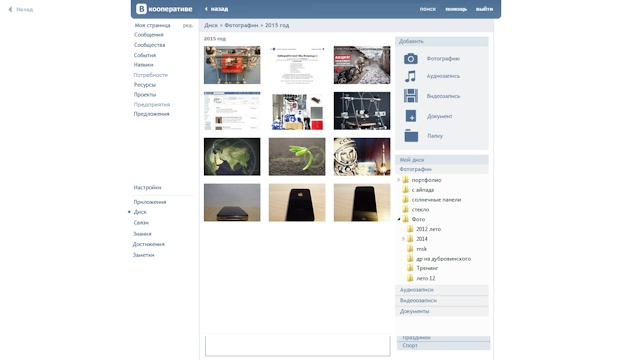 Назад
В кооперативе
назад
поиск помощь выйти
Моя страница ред.
Сообщения
Сообщества
События
Навыки
Потребности
Ресурсы
Проекты
Предприятия
Предложения
Настройки
Приложения
Диск
Связи
Знания
Достижения
Заметки
Диск » Фотографии » 2015 год
2015 год
Добавить
Фотографию
Аудиозапись
Видеозапись
Документ
Папку
Мой диск
Фотографии
портфолио
с айпада
солнечные панели
стекло
Фото
2012 лето
2014
msk
др на дубровинского
Тренинг
лето 12
Аудиозаписи
Видеозаписи
Документы
Праздники
Спорт